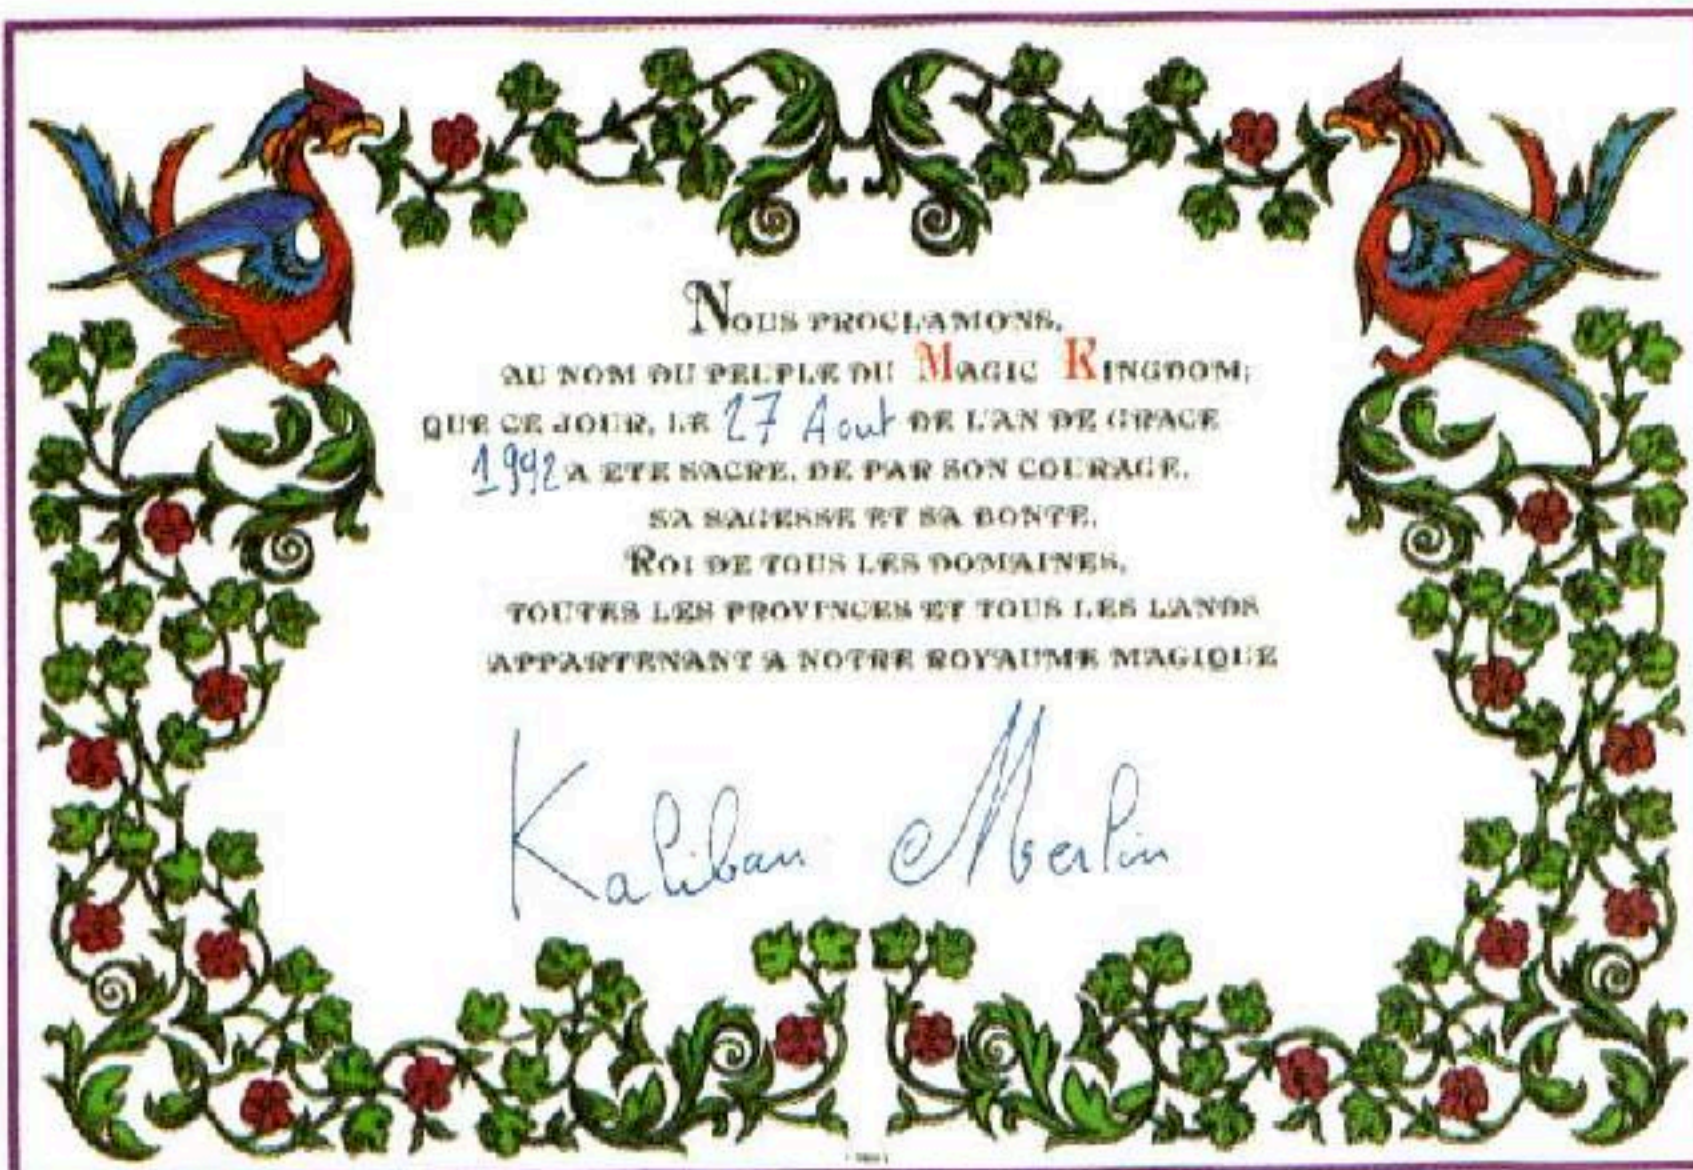 NOUS PROCLAMONS,
AU NOM DU PEUPLE DU MAGIC KINGDOM;
QUE CE JOUR, LE 27 Aout DE L'AN DE GRACE
1992 A ETE SACRE, DE PAR SON COURAGE,
SA SAGESSE ET SA BONTE,
ROI DE TOUS LES DOMAINES,
TOUTES LES PROVINCES ET TOUS LES LANDS
APPARTENANT A NOTRE ROYAUME MAGIQUE
Kaliban Merlin